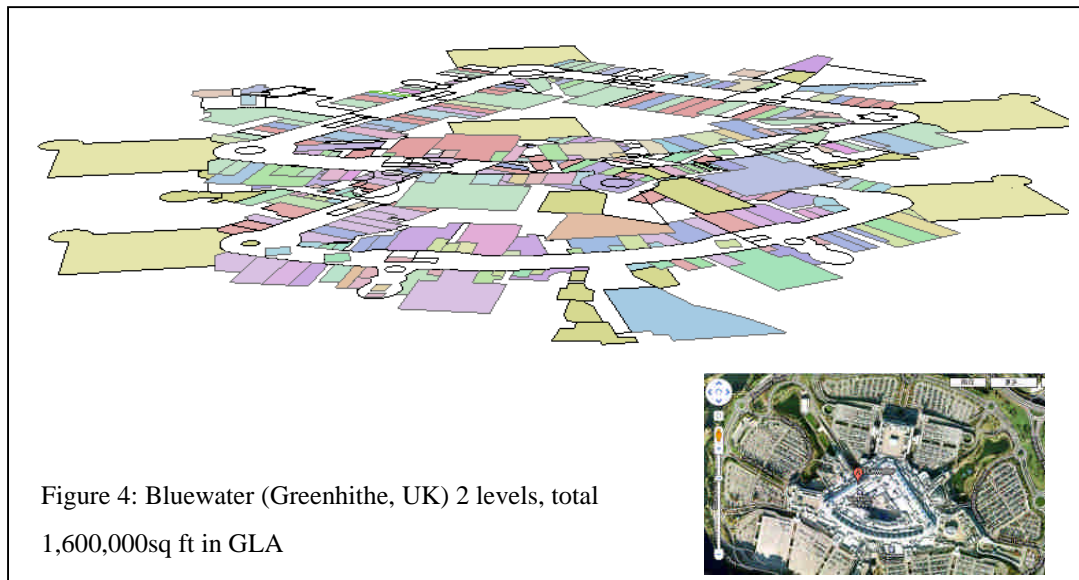 Figure 4: Bluewater (Greenhithe, UK) 2 levels, total
1,600,000sq ft in GLA